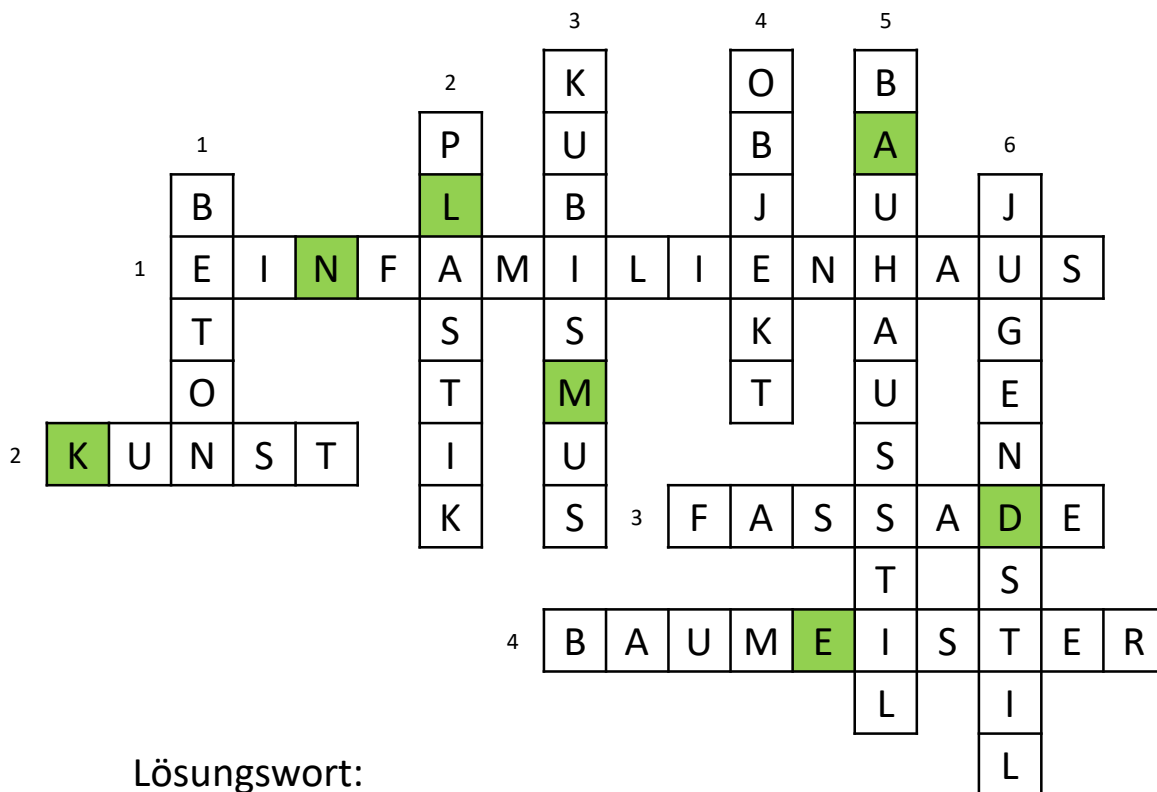 3 4 5
2 K O B
1 P U B A 6
B L B J U J
1 E I N F A M I L I E N H A U S
T S S K A G
O T M T U E
2 K U N S T I U S N
K S 3 F A S S A D E
T S
4 B A U M E I S T E R
L I
Lösungswort: L